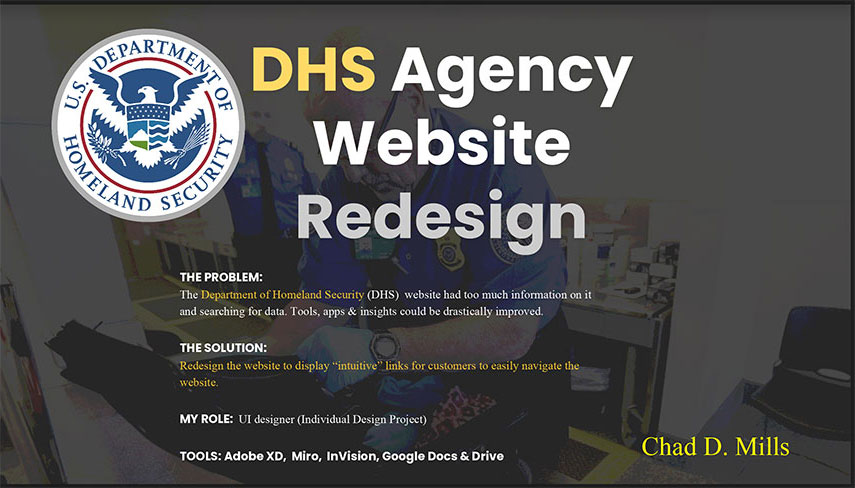 U.S. DEPARTMENT OF
HOMELAND SECURITY
DHS Agency
Website
Redesign
THE PROBLEM:
The Department of Homeland Security (DHS) website had too much information on it
and searching for data. Tools, apps & insights could be drastically improved.
THE SOLUTION:
Redesign the website to display “intuitive” links for customers to easily navigate the
website.
MY ROLE: UI designer (Individual Design Project)
TOOLS: Adobe XD, Miro, InVision, Google Docs & Drive
Chad D. Mills